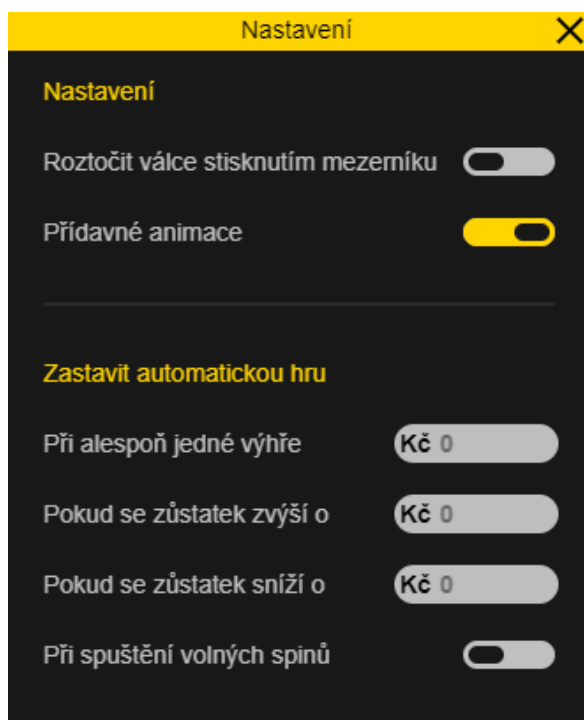 Nastavení
Nastavení
Roztočit válce stisknutím mezerníku
Přídavné animace
Zastavit automatickou hru
Při alespoň jedné výhře Kč 0
Pokud se zůstatek zvýší o Kč 0
Pokud se zůstatek sníží o Kč 0
Při spuštění volných spinů